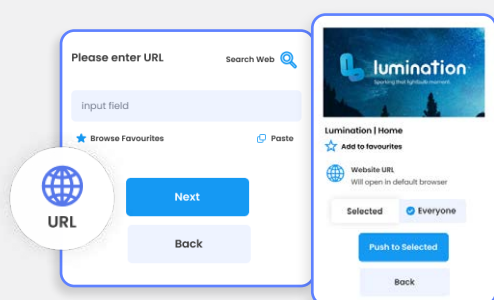 Please enter URL
Search Web
input field
Browse Favourites
Paste
URL
Next
Back
lumination
Sparking that lightbulb moment.
Lumination | Home
Add to favourites
Website URL
Will open in default browser
Selected
Everyone
Push to Selected
Back